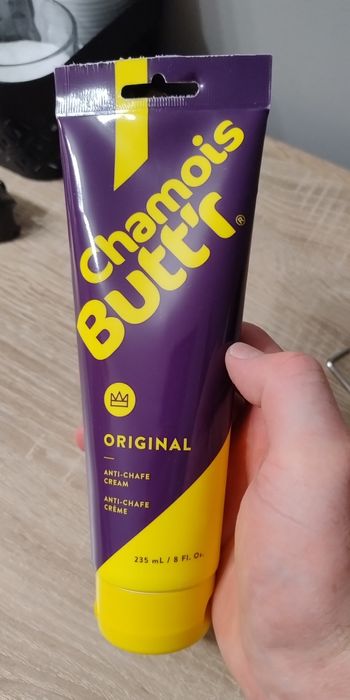 Chamois
Butt'r®
ORIGINAL
ANTI-CHAFE
CREAM
ANTI-CHAFE
CRÈME
235 mL / 8 Fl. Oz.